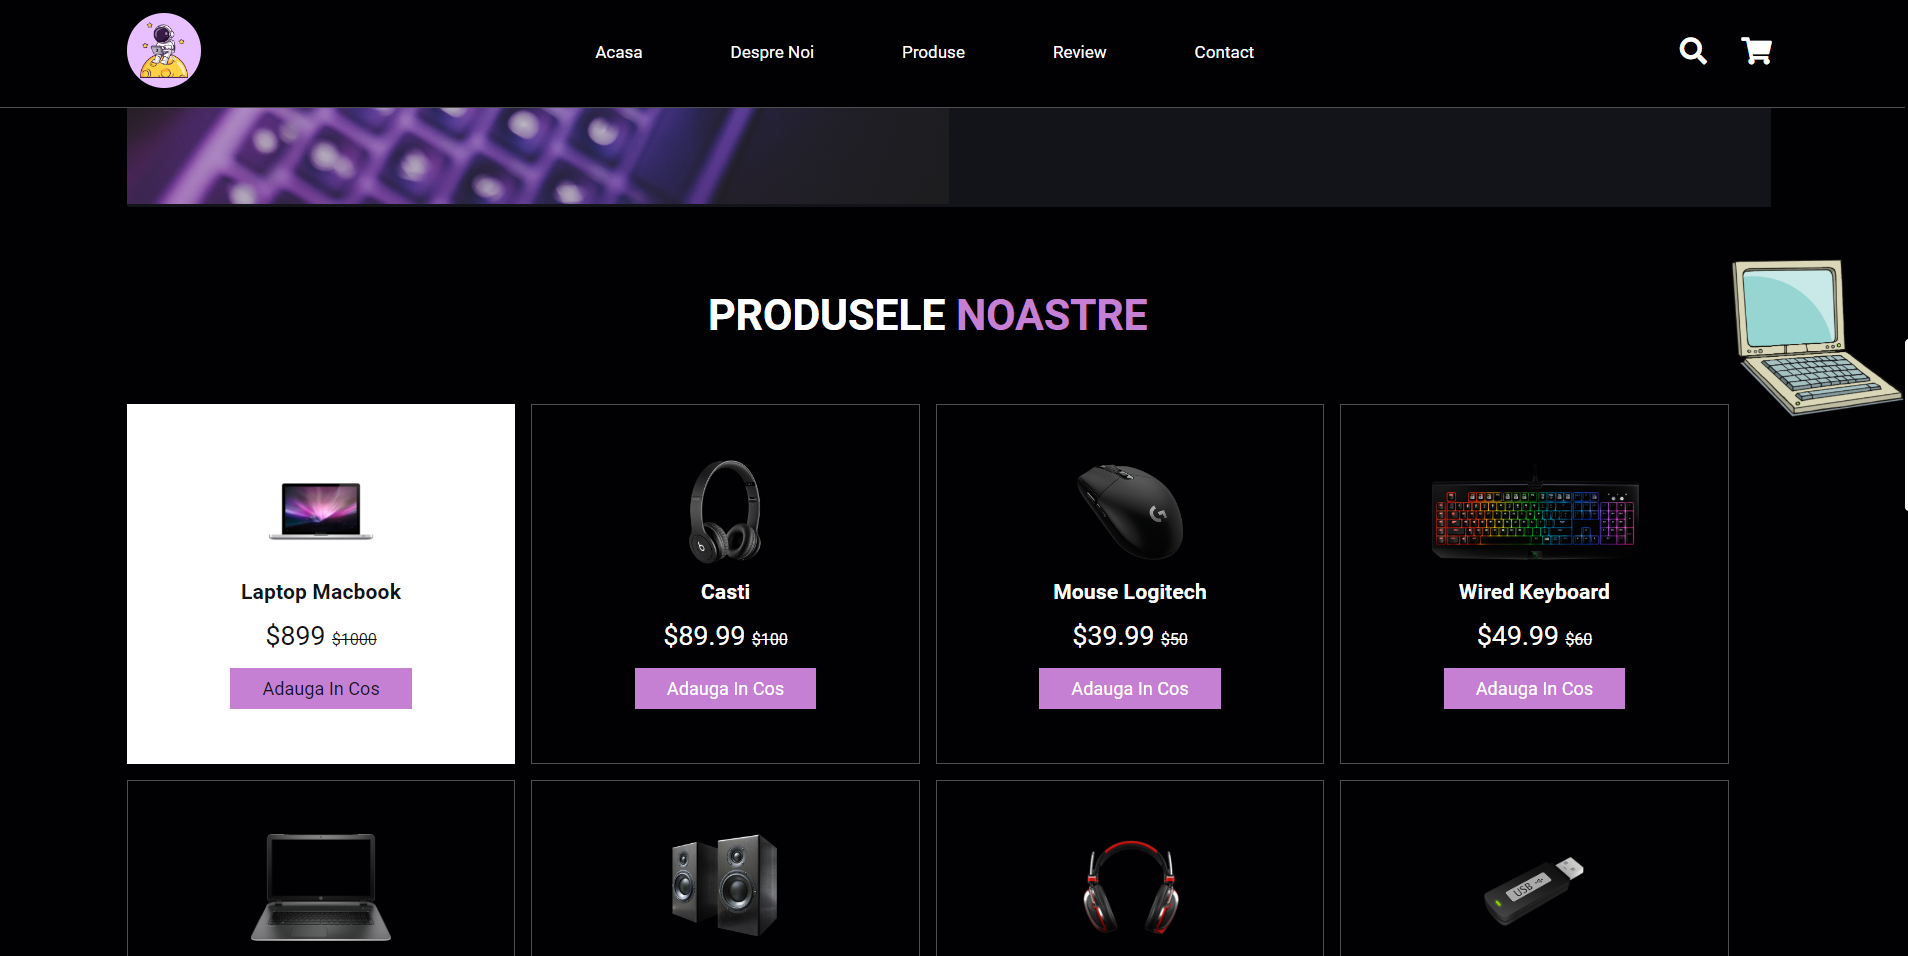 Acasa
Despre Noi
Produse
Review
Contact
PRODUSELE NOASTRE
Laptop Macbook
$899 $1000
Adauga In Cos
Casti
$89.99 $100
Adauga In Cos
Mouse Logitech
$39.99 $50
Adauga In Cos
Wired Keyboard
$49.99 $60
Adauga In Cos
USB